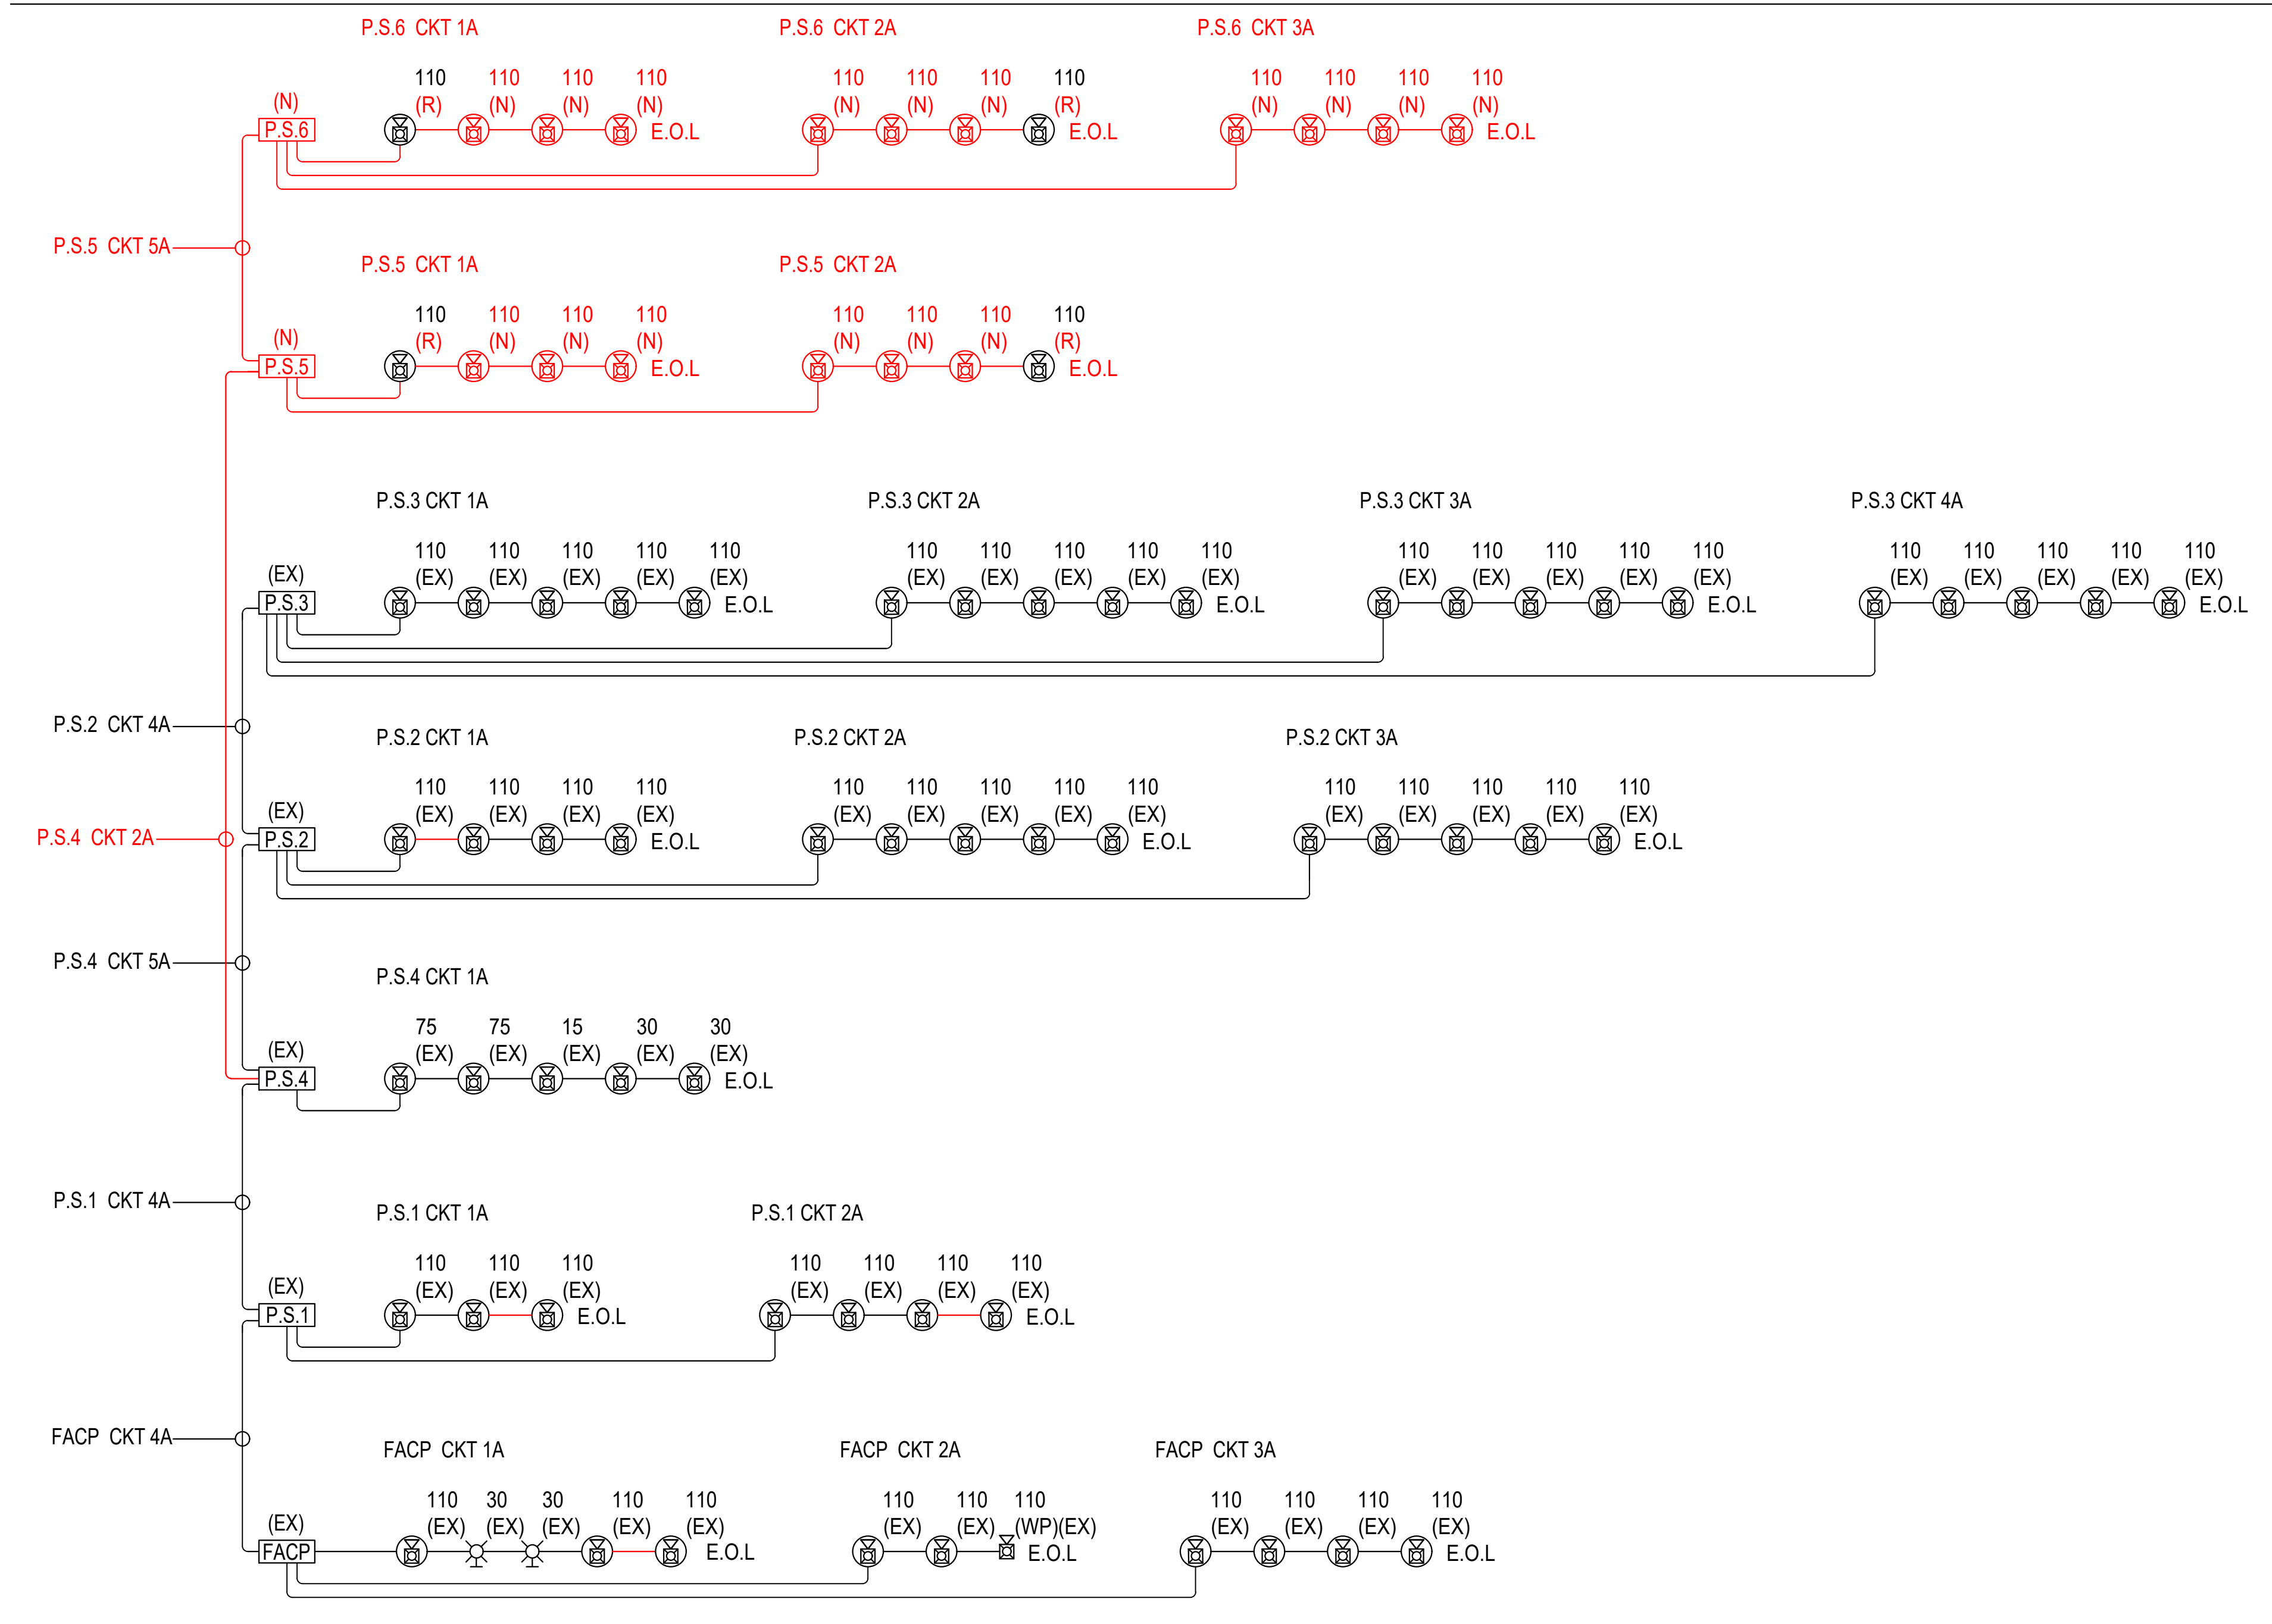 P.S.6 CKT 1A P.S.6 CKT 2A P.S.6 CKT 3A
110 110 110 110 110 110 110 110 110 110 110 110
(N) (R) (N) (N) (N) (N) (N) (N) (R) (N) (N) (N) (N)
P.S.6 E.O.L E.O.L E.O.L
P.S.5 CKT 5A
P.S.5 CKT 1A P.S.5 CKT 2A
110 110 110 110 110 110 110 110
(N) (R) (N) (N) (N) (N) (N) (N) (R)
P.S.5 E.O.L E.O.L
P.S.3 CKT 1A P.S.3 CKT 2A P.S.3 CKT 3A P.S.3 CKT 4A
110 110 110 110 110 110 110 110 110 110 110 110 110 110 110 110 110 110 110 110
(EX) (EX) (EX) (EX) (EX) (EX) (EX) (EX) (EX) (EX) (EX) (EX) (EX) (EX) (EX) (EX) (EX) (EX) (EX) (EX) (EX)
P.S.3 E.O.L E.O.L E.O.L E.O.L
P.S.2 CKT 4A
P.S.2 CKT 1A P.S.2 CKT 2A P.S.2 CKT 3A
110 110 110 110 110 110 110 110 110 110 110 110 110 110
(EX) (EX) (EX) (EX) (EX) (EX) (EX) (EX) (EX) (EX) (EX) (EX) (EX) (EX) (EX)
P.S.4 CKT 2A P.S.2 E.O.L E.O.L E.O.L
P.S.4 CKT 5A
P.S.4 CKT 1A
75 75 15 30 30
(EX) (EX) (EX) (EX) (EX) (EX)
P.S.4 E.O.L
P.S.1 CKT 4A
P.S.1 CKT 1A P.S.1 CKT 2A
110 110 110 110 110 110 110
(EX) (EX) (EX) (EX) (EX) (EX) (EX) (EX)
P.S.1 E.O.L E.O.L
FACP CKT 4A
FACP CKT 1A FACP CKT 2A FACP CKT 3A
110 30 30 110 110 110 110 110 110 110 110 110
(EX) (EX) (EX) (EX) (EX) (EX) (EX) (EX) (WP)(EX) (EX) (EX) (EX) (EX)
FACP E.O.L E.O.L E.O.L